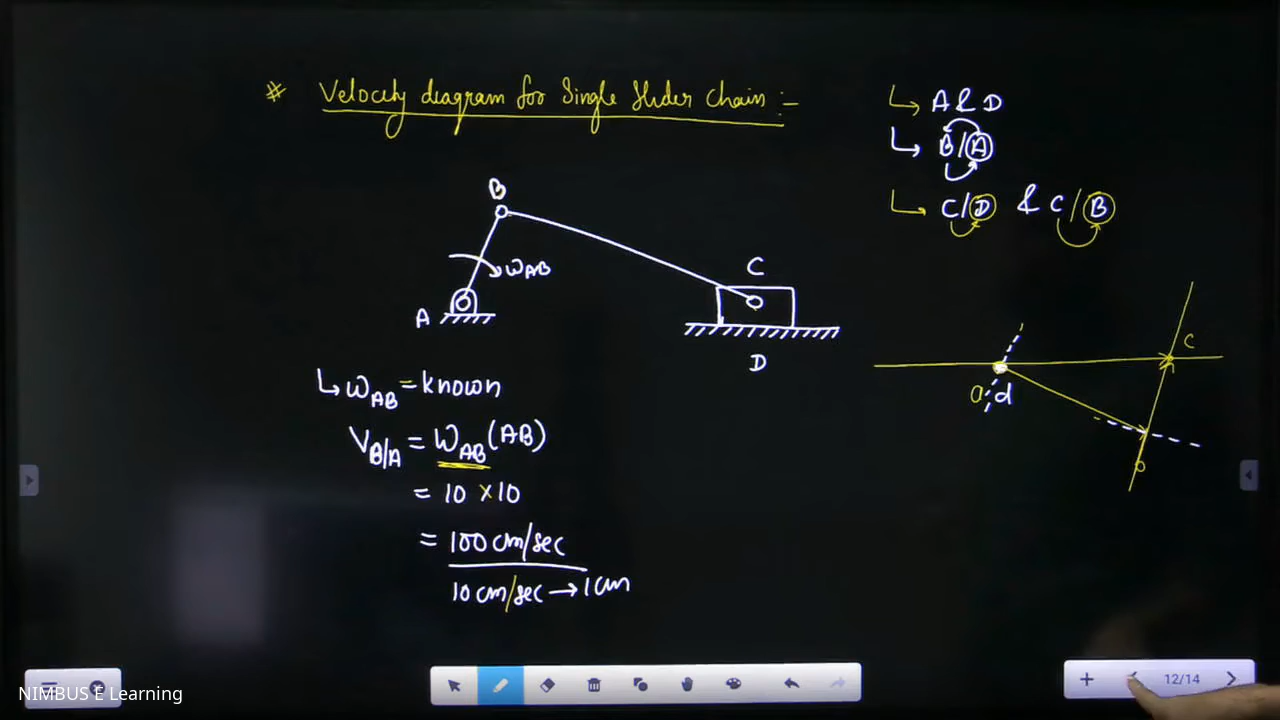 * Velocity diagram for Single Slider Chain :-
A & D
B/A
C/D & C/B
B
ωAB
C
A
D
ωAB = known
VB/A = ωAB (AB)
= 10 × 10
= 100 cm/sec
10 cm/sec → 1 cm
C
a,d
b
12/14
NIMBUS E Learning